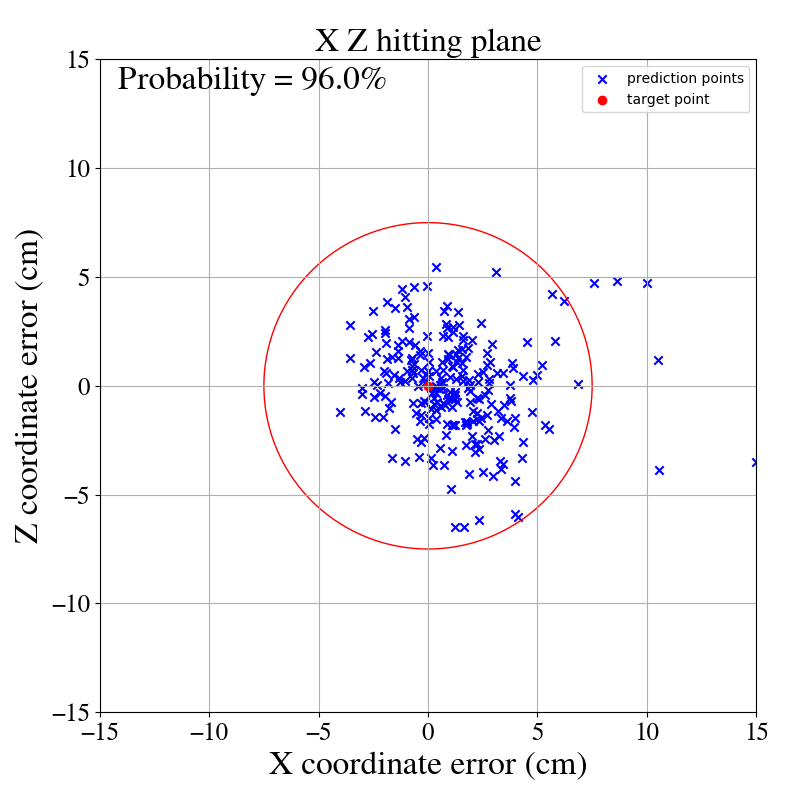 X Z hitting plane
Probability = 96.0%
prediction points
target point
15
10
5
0
−5
−10
−15
−15
−10
−5
0
5
10
15
Z coordinate error (cm)
X coordinate error (cm)